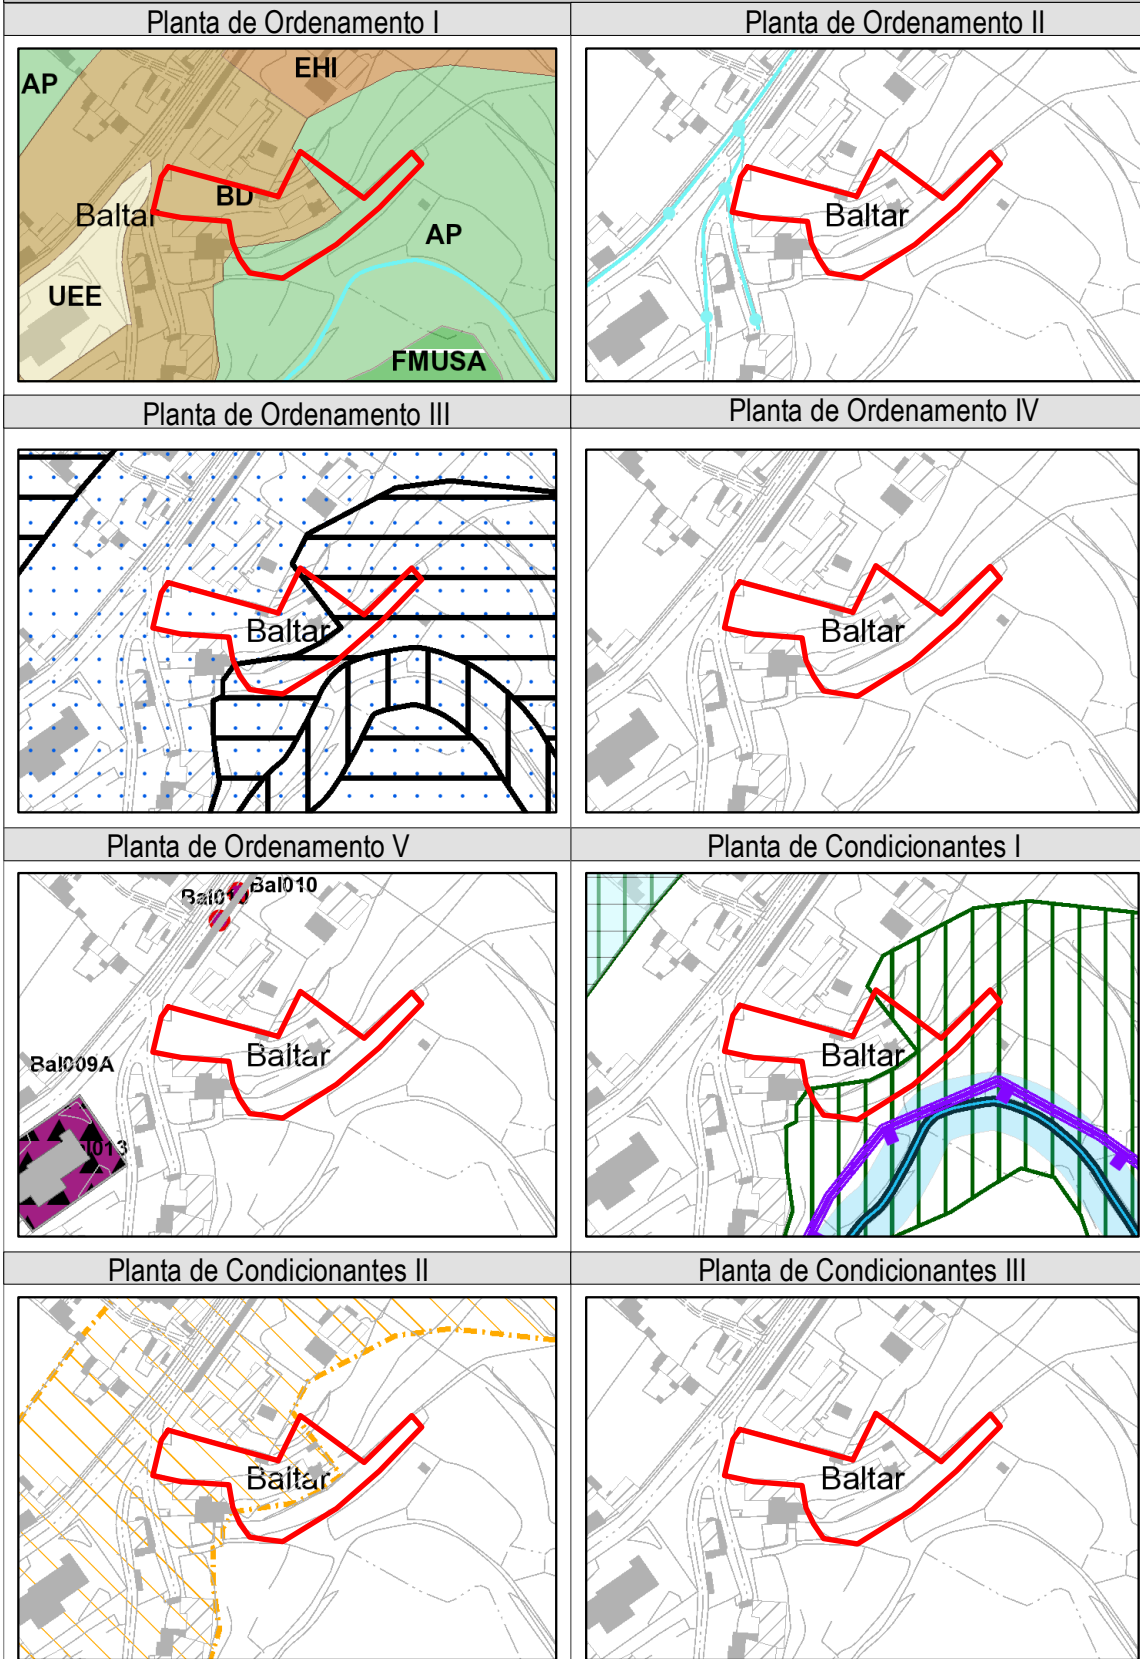 Planta de Ordenamento I
Planta de Ordenamento II
AP
EHI
BD
Baltar
AP
UEE
FMUSA
Baltar
Planta de Ordenamento III
Planta de Ordenamento IV
Baltar
Baltar
Planta de Ordenamento V
Planta de Condicionantes I
Bal010
Baltar
Bal009A
Baltar
Planta de Condicionantes II
Planta de Condicionantes III
Baltar
Baltar